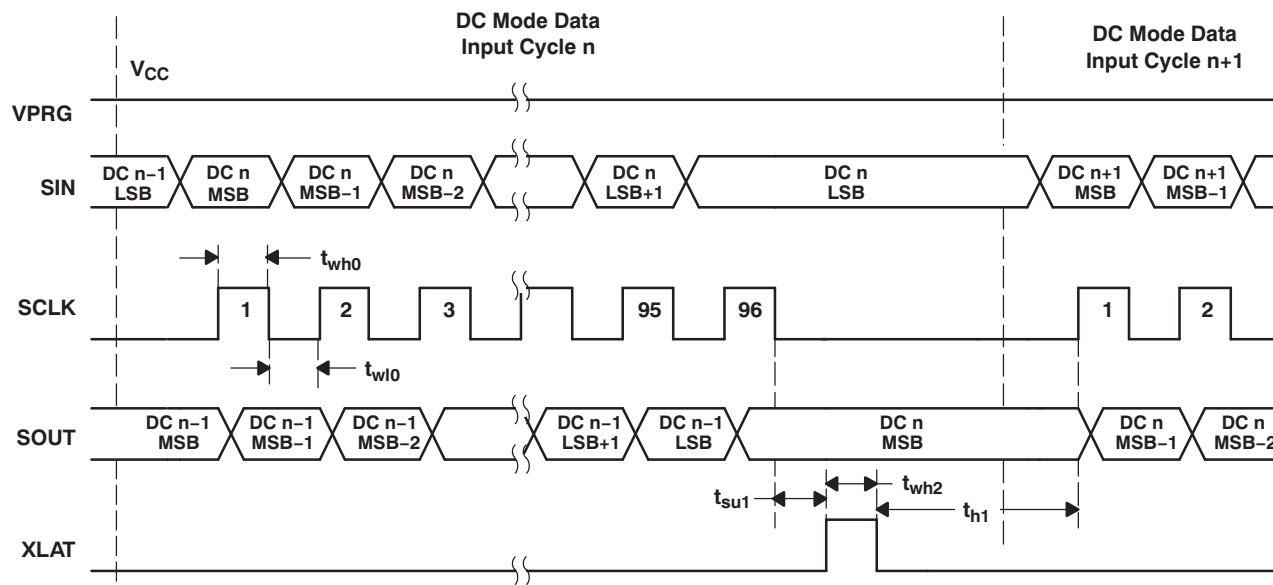 DC Mode Data
Input Cycle n
DC Mode Data
Input Cycle n+1
VCC
VPRG
SIN
DC n−1
LSB
DC n
MSB
DC n
MSB−1
DC n
MSB−2
DC n
LSB+1
DC n
LSB
DC n+1
MSB
DC n+1
MSB−1
twh0
SCLK
1
2
3
95
96
1
2
twl0
SOUT
DC n−1
MSB
DC n−1
MSB−1
DC n−1
MSB−2
DC n−1
LSB+1
DC n−1
LSB
DC n
MSB
DC n
MSB−1
DC n
MSB−2
tsu1
twh2
th1
XLAT